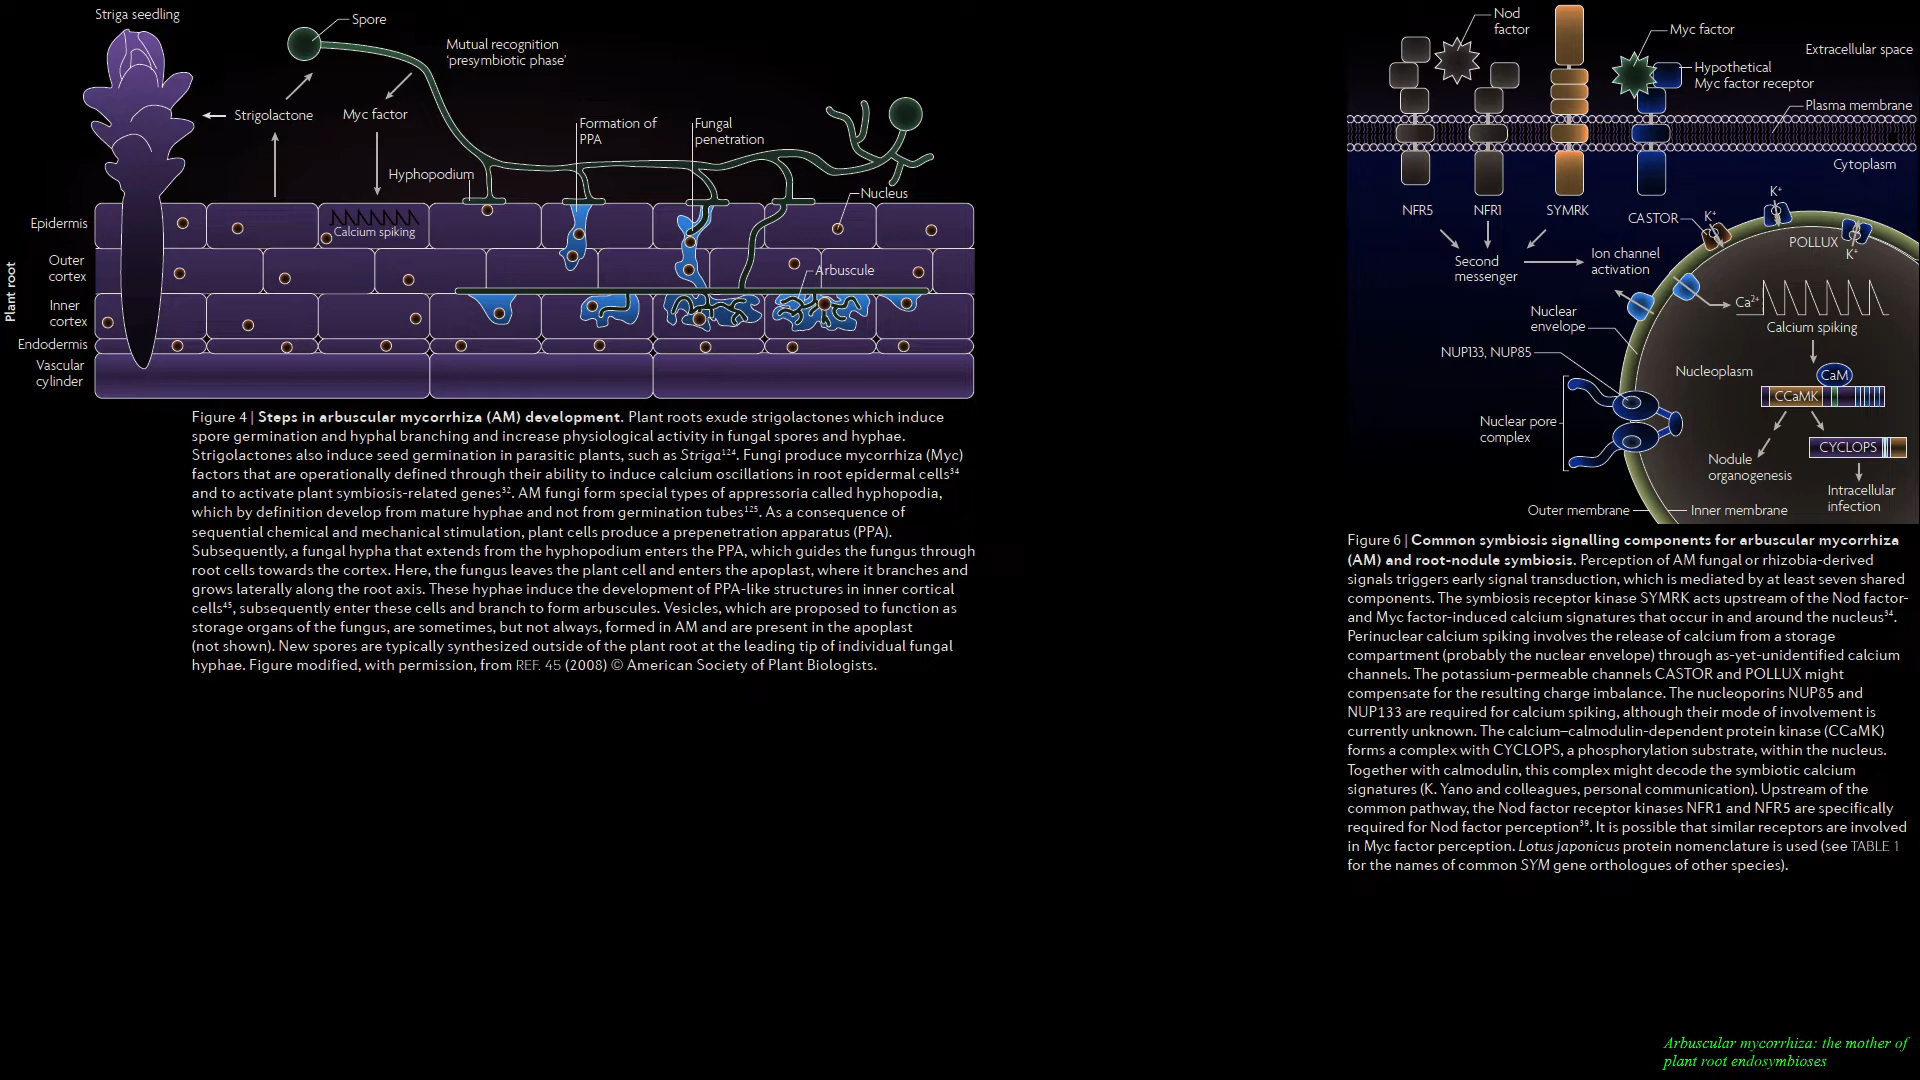 Striga seedling
Spore
Mutual recognition
'presymbiotic phase'
Strigolactone
Myc factor
Formation of
PPA
Fungal
penetration
Hyphopodium
Nucleus
Epidermis
Calcium spiking
Outer
cortex
Arbuscule
Plant root
Inner
cortex
Endodermis
Vascular
cylinder
Figure 4 | Steps in arbuscular mycorrhiza (AM) development. Plant roots exude strigolactones which induce
spore germination and hyphal branching and increase physiological activity in fungal spores and hyphae.
Strigolactones also induce seed germination in parasitic plants, such as Striga¹²⁴. Fungi produce mycorrhiza (Myc)
factors that are operationally defined through their ability to induce calcium oscillations in root epidermal cells³⁴
and to activate plant symbiosis-related genes³². AM fungi form special types of appressoria called hyphopodia,
which by definition develop from mature hyphae and not from germination tubes¹²⁵. As a consequence of
sequential chemical and mechanical stimulation, plant cells produce a prepenetration apparatus (PPA).
Subsequently, a fungal hypha that extends from the hyphopodium enters the PPA, which guides the fungus through
root cells towards the cortex. Here, the fungus leaves the plant cell and enters the apoplast, where it branches and
grows laterally along the root axis. These hyphae induce the development of PPA-like structures in inner cortical
cells⁴⁵, subsequently enter these cells and branch to form arbuscules. Vesicles, which are proposed to function as
storage organs of the fungus, are sometimes, but not always, formed in AM and are present in the apoplast
(not shown). New spores are typically synthesized outside of the plant root at the leading tip of individual fungal
hyphae. Figure modified, with permission, from REF. 45 (2008) © American Society of Plant Biologists.
Nod
factor
Myc factor
Extracellular space
Hypothetical
Myc factor receptor
Plasma membrane
Cytoplasm
NFR5
NFR1
SYMRK
K⁺
CASTOR
K⁺
POLLUX
K⁺
Second
messenger
Ion channel
activation
Ca²⁺
Calcium spiking
Nuclear
envelope
NUP133, NUP85
Nucleoplasm
CaM
CCaMK
Nuclear pore
complex
CYCLOPS
Nodule
organogenesis
Intracellular
infection
Outer membrane
Inner membrane
Figure 6 | Common symbiosis signalling components for arbuscular mycorrhiza
(AM) and root-nodule symbiosis. Perception of AM fungal or rhizobia-derived
signals triggers early signal transduction, which is mediated by at least seven shared
components. The symbiosis receptor kinase SYMRK acts upstream of the Nod factor-
and Myc factor-induced calcium signatures that occur in and around the nucleus³⁴.
Perinuclear calcium spiking involves the release of calcium from a storage
compartment (probably the nuclear envelope) through as-yet-unidentified calcium
channels. The potassium-permeable channels CASTOR and POLLUX might
compensate for the resulting charge imbalance. The nucleoporins NUP85 and
NUP133 are required for calcium spiking, although their mode of involvement is
currently unknown. The calcium–calmodulin-dependent protein kinase (CCaMK)
forms a complex with CYCLOPS, a phosphorylation substrate, within the nucleus.
Together with calmodulin, this complex might decode the symbiotic calcium
signatures (K. Yano and colleagues, personal communication). Upstream of the
common pathway, the Nod factor receptor kinases NFR1 and NFR5 are specifically
required for Nod factor perception³⁹. It is possible that similar receptors are involved
in Myc factor perception. Lotus japonicus protein nomenclature is used (see TABLE 1
for the names of common SYM gene orthologues of other species).
Arbuscular mycorrhiza: the mother of
plant root endosymbioses